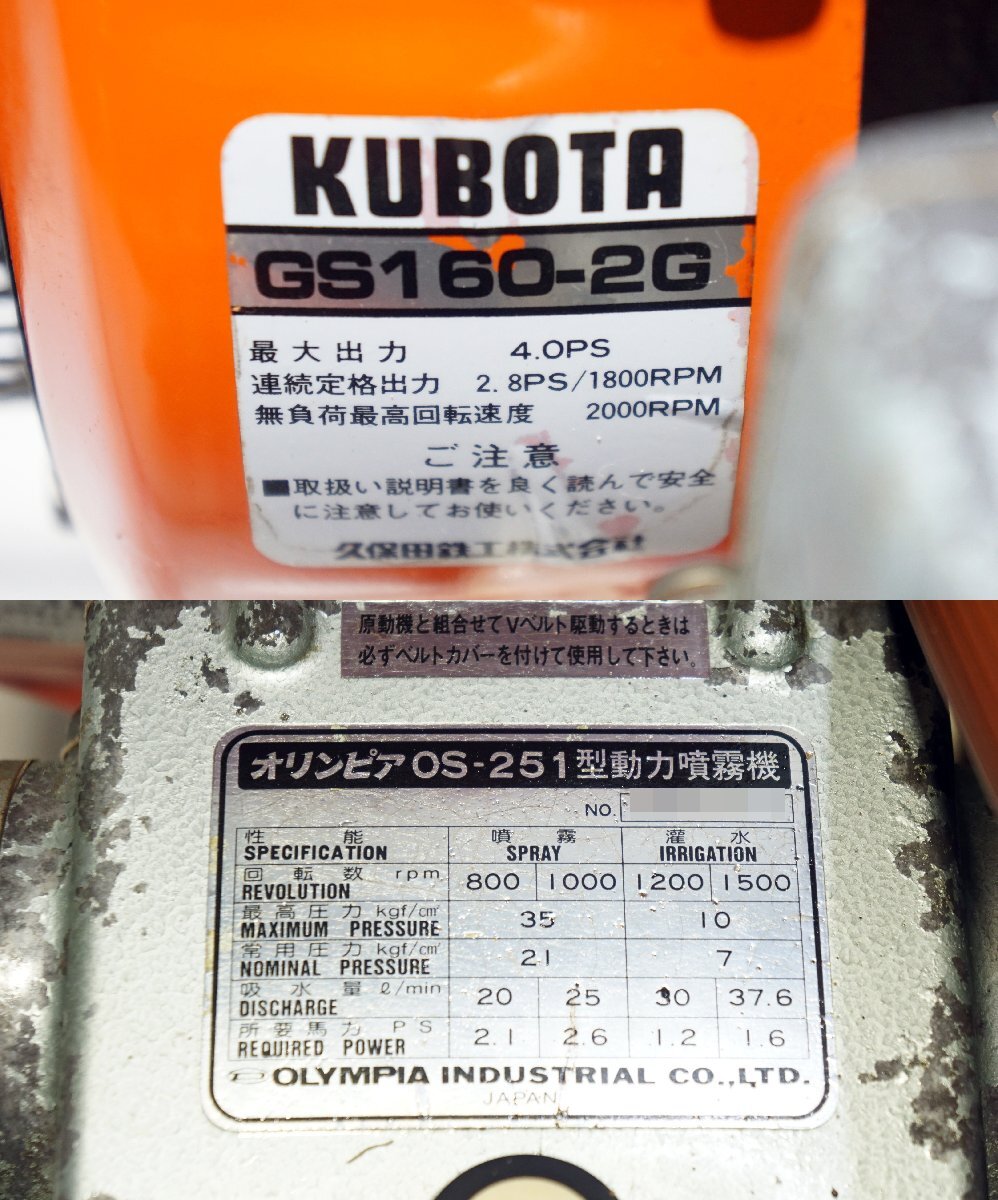 KUBOTA
GS160-2G
最大出力 4.0PS
連続定格出力 2.8PS/1800RPM
無負荷最高回転速度 2000RPM
ご注意
■取扱い説明書を良く読んで安全
に注意してお使いください。
久保田鉄工株式会社
原動機と組合せてVベルト駆動するときは
必ずベルトカバーを付けて使用して下さい。
オリンピア OS-251型動力噴霧機
NO.
性能 噴霧 灌水
SPECIFICATION SPRAY IRRIGATION
回転数 rpm
REVOLUTION 800 1000 1200 1500
最高圧力 kgf/cm²
MAXIMUM PRESSURE 35 10
常用圧力 kgf/cm²
NOMINAL PRESSURE 21 7
吸水量 ℓ/min
DISCHARGE 20 25 30 37.6
所要馬力 PS
REQUIRED POWER 2.1 2.6 1.2 1.6
OLYMPIA INDUSTRIAL CO.,LTD.
JAPAN